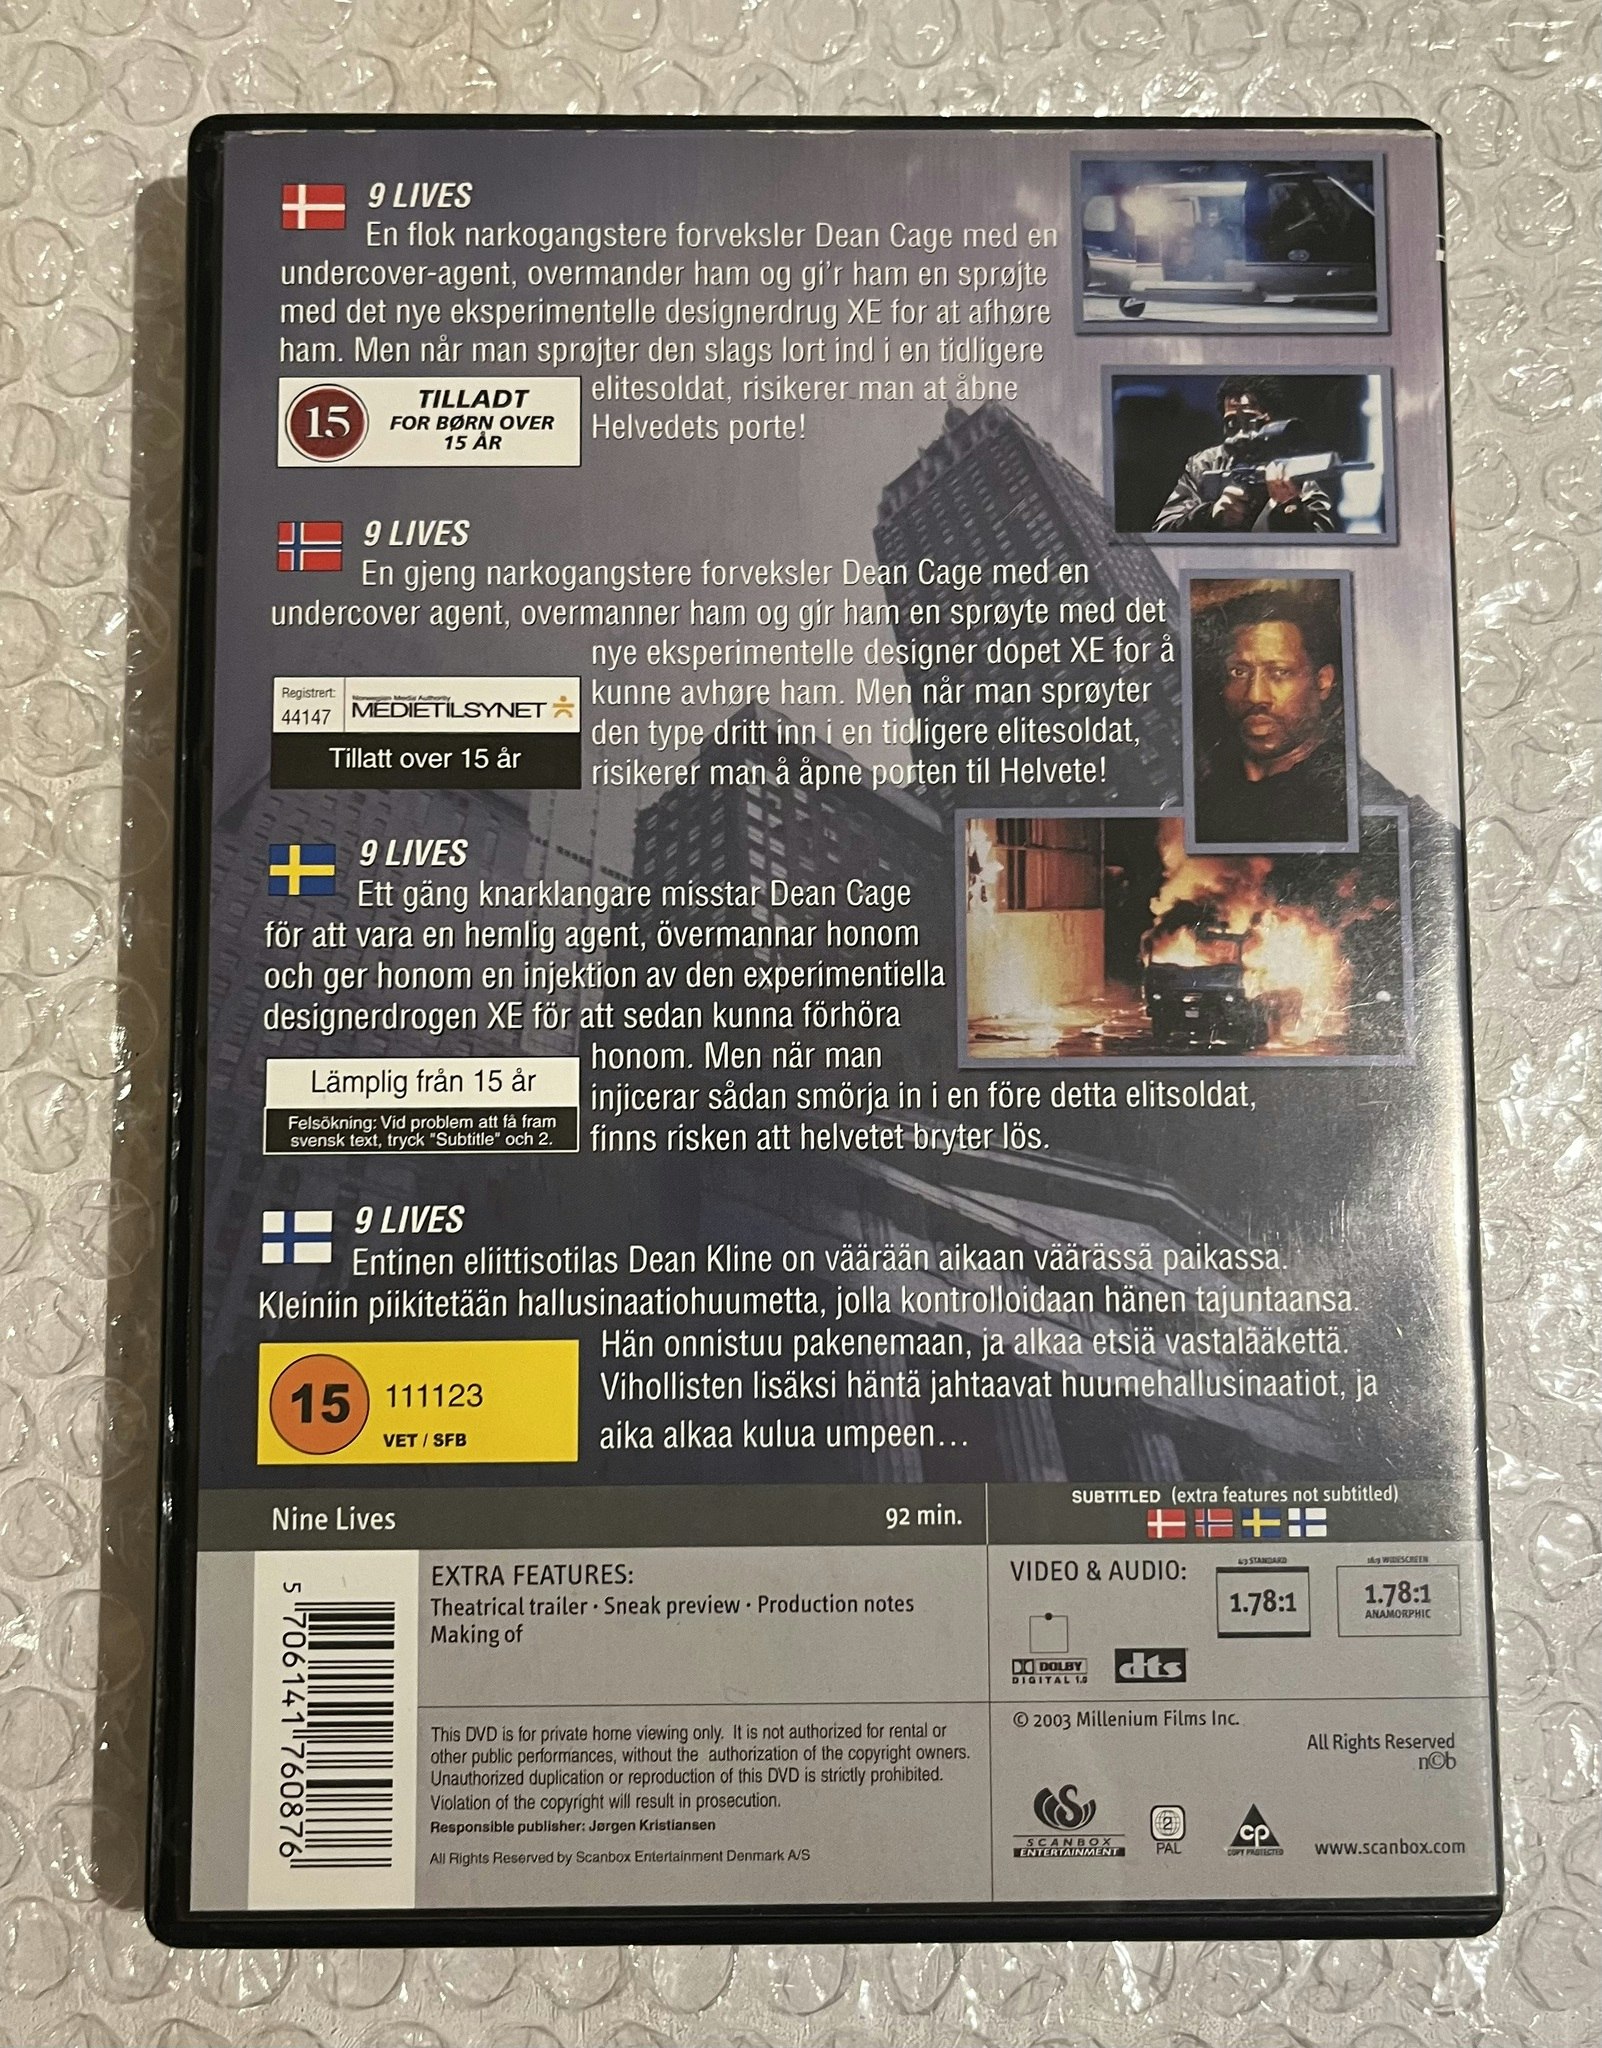 9 LIVES
En flok narkogangstere forveksler Dean Cage med en
undercover-agent, overmander ham og gi'r ham en sprøjte
med det nye eksperimentelle designerdrug XE for at afhøre
ham. Men når man sprøjter den slags lort ind i en tidligere
elitesoldat, risikerer man at åbne
Helvedets porte!
15
TILLADT
FOR BØRN OVER
15 ÅR
9 LIVES
En gjeng narkogangstere forveksler Dean Cage med en
undercover agent, overmanner ham og gir ham en sprøyte med det
nye eksperimentelle designer dopet XE for å
kunne avhøre ham. Men når man sprøyter
den type dritt inn i en tidligere elitesoldat,
risikerer man å åpne porten til Helvete!
Registrert:
44147
Norwegian Media Authority
MEDIETILSYNET
Tillatt over 15 år
9 LIVES
Ett gäng knarklangare misstar Dean Cage
för att vara en hemlig agent, övermannar honom
och ger honom en injektion av den experimentiella
designerdrogen XE för att sedan kunna förhöra
honom. Men när man
injicerar sådan smörja in i en före detta elitsoldat,
finns risken att helvetet bryter lös.
Lämplig från 15 år
Felsökning: Vid problem att få fram
svensk text, tryck "Subtitle" och 2.
9 LIVES
Entinen eliittisotilas Dean Kline on väärään aikaan väärässä paikassa.
Kleiniin piikitetään hallusinaatiohuumetta, jolla kontrolloidaan hänen tajuntaansa.
Hän onnistuu pakenemaan, ja alkaa etsiä vastalääkettä.
Vihollisten lisäksi häntä jahtaavat huumehallusinaatiot, ja
aika alkaa kulua umpeen...
15
111123
VET / SFB
Nine Lives
92 min.
SUBTITLED (extra features not subtitled)
EXTRA FEATURES:
Theatrical trailer · Sneak preview · Production notes
Making of
VIDEO & AUDIO:
4:3 STANDARD
1.78:1
16:9 WIDESCREEN
1.78:1
ANAMORPHIC
DOLBY
DIGITAL 1.0
dts
5 706141 760876
This DVD is for private home viewing only. It is not authorized for rental or
other public performances, without the authorization of the copyright owners.
Unauthorized duplication or reproduction of this DVD is strictly prohibited.
Violation of the copyright will result in prosecution.
Responsible publisher: Jørgen Kristiansen
All Rights Reserved by Scanbox Entertainment Denmark A/S
© 2003 Millenium Films Inc.
All Rights Reserved
n©b
SCANBOX
ENTERTAINMENT
2
PAL
cp
COPY PROTECTED
www.scanbox.com